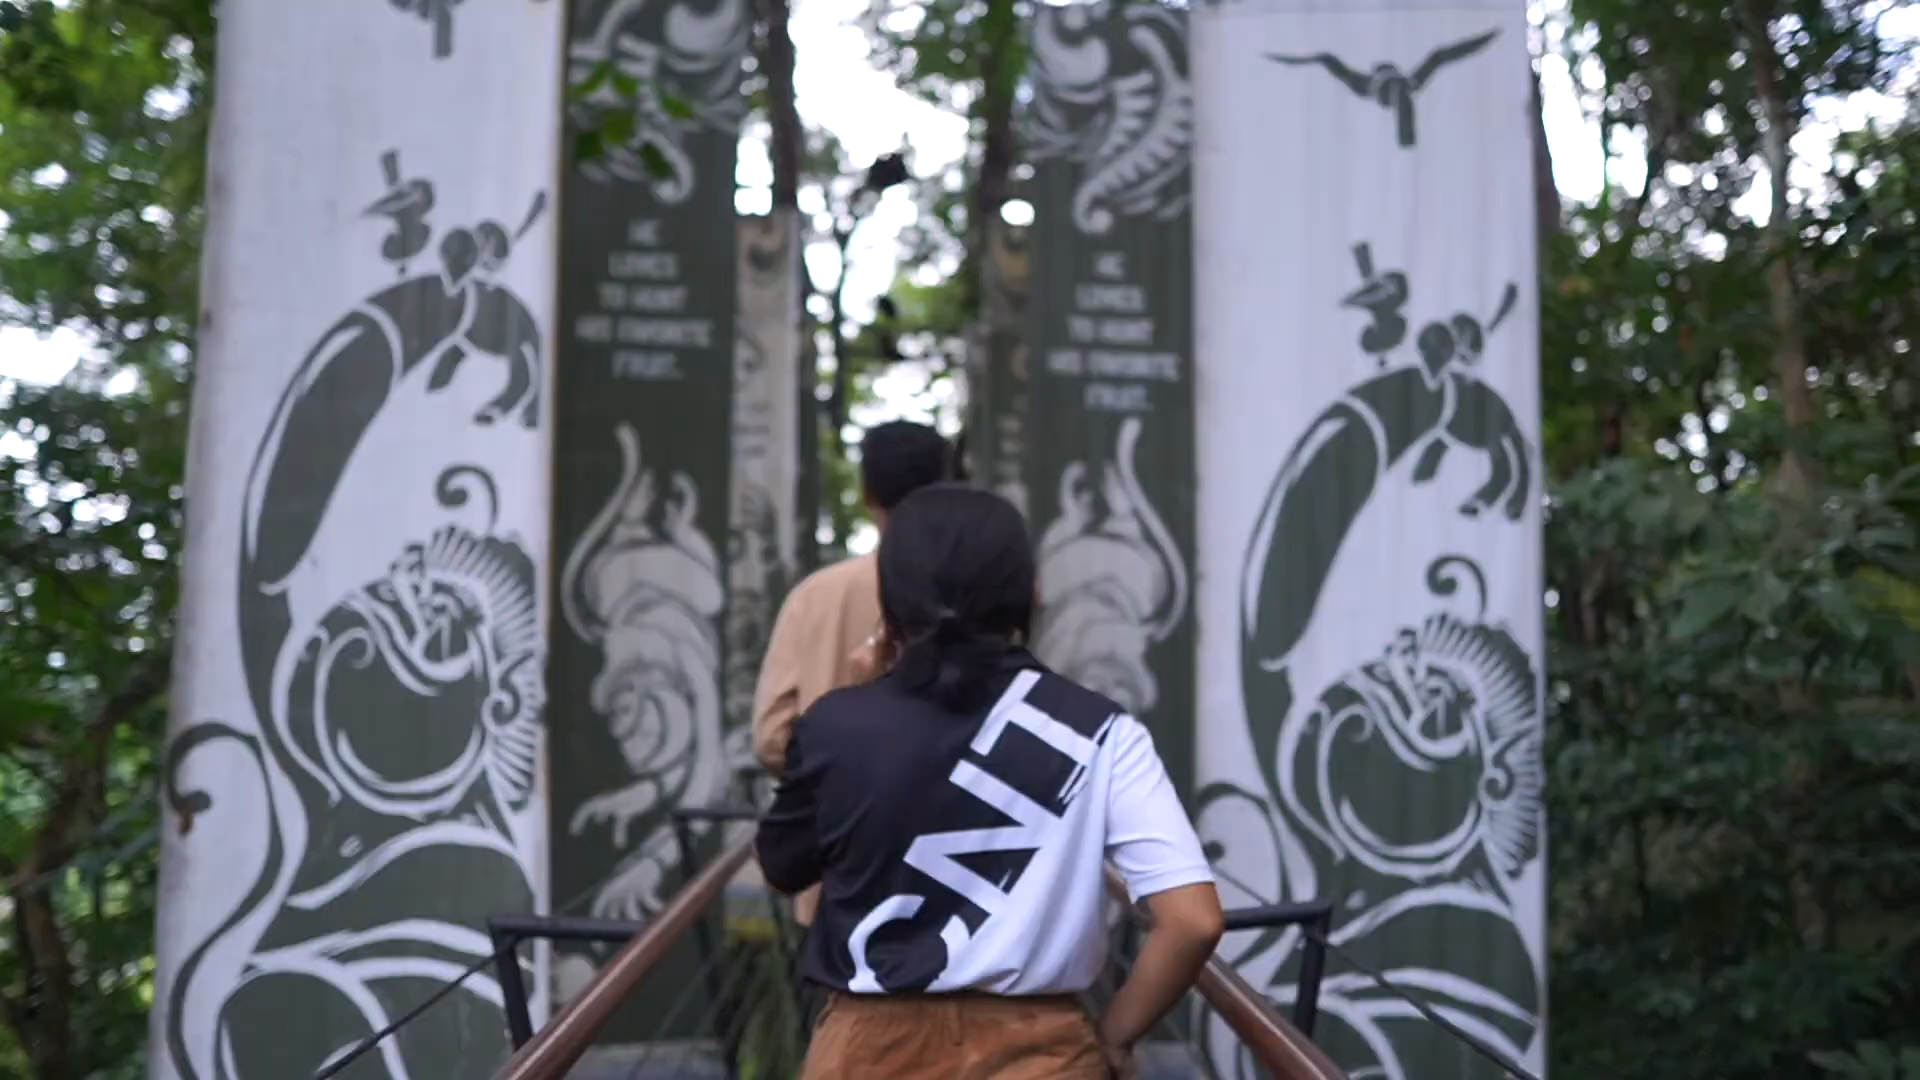 HE
LOVES
TO HUNT
HIS FAVORITE
FRUIT.
HE
LOVES
TO HUNT
HIS FAVORITE
FRUIT.